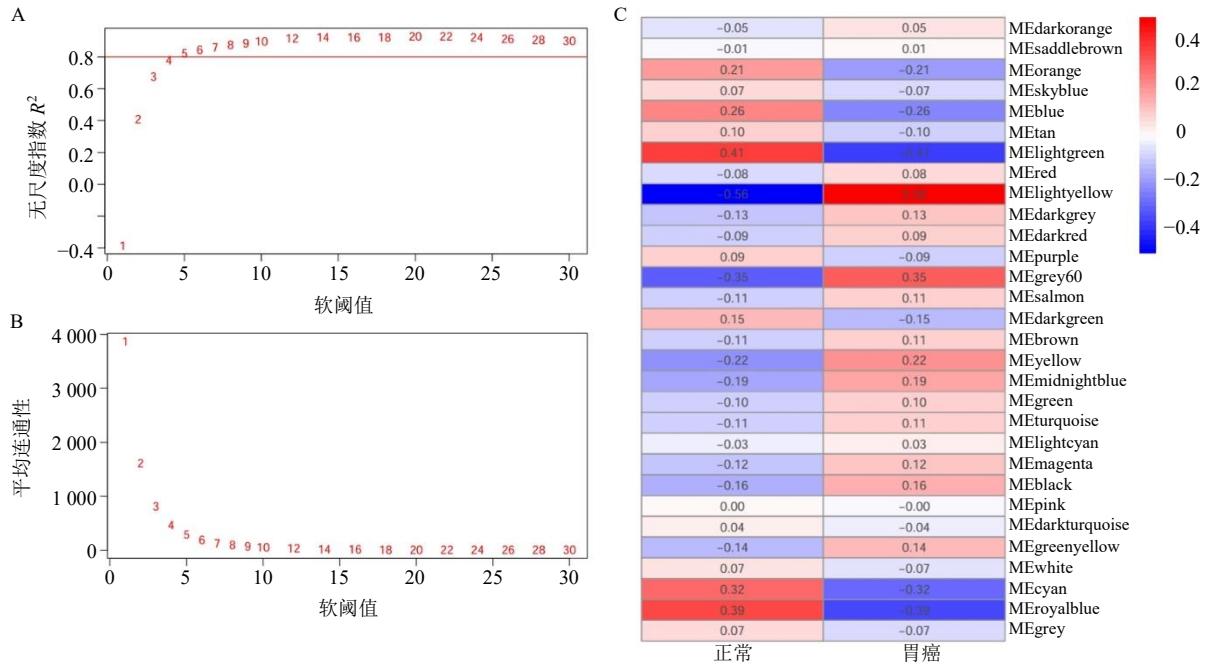 A
无尺度指数 R²
0.8
0.6
0.4
0.2
0.0
−0.4
1 2 3 4 5 6 7 8 9 10 12 14 16 18 20 22 24 26 28 30
0 5 10 15 20 25 30
软阈值
B
平均连通性
4 000
3 000
2 000
1 000
0
1 2 3 4 5 6 7 8 9 10 12 14 16 18 20 22 24 26 28 30
0 5 10 15 20 25 30
软阈值
C
−0.05 0.05 MEdarkorange
−0.01 0.01 MEsaddlebrown
0.21 −0.21 MEorange
0.07 −0.07 MEskyblue
0.26 −0.26 MEblue
0.10 −0.10 MEtan
0.41 −0.41 MElightgreen
−0.08 0.08 MEred
−0.56 0.56 MElightyellow
−0.13 0.13 MEdarkgrey
−0.09 0.09 MEdarkred
0.09 −0.09 MEpurple
−0.35 0.35 MEgrey60
−0.11 0.11 MEsalmon
0.15 −0.15 MEdarkgreen
−0.11 0.11 MEbrown
−0.22 0.22 MEyellow
−0.19 0.19 MEmidnightblue
−0.10 0.10 MEgreen
−0.11 0.11 MEturquoise
−0.03 0.03 MElightcyan
−0.12 0.12 MEmagenta
−0.16 0.16 MEblack
0.00 −0.00 MEpink
0.04 −0.04 MEdarkturquoise
−0.14 0.14 MEgreenyellow
0.07 −0.07 MEwhite
0.32 −0.32 MEcyan
0.39 −0.39 MEroyalblue
0.07 −0.07 MEgrey
正常 胃癌
0.4
0.2
0
−0.2
−0.4